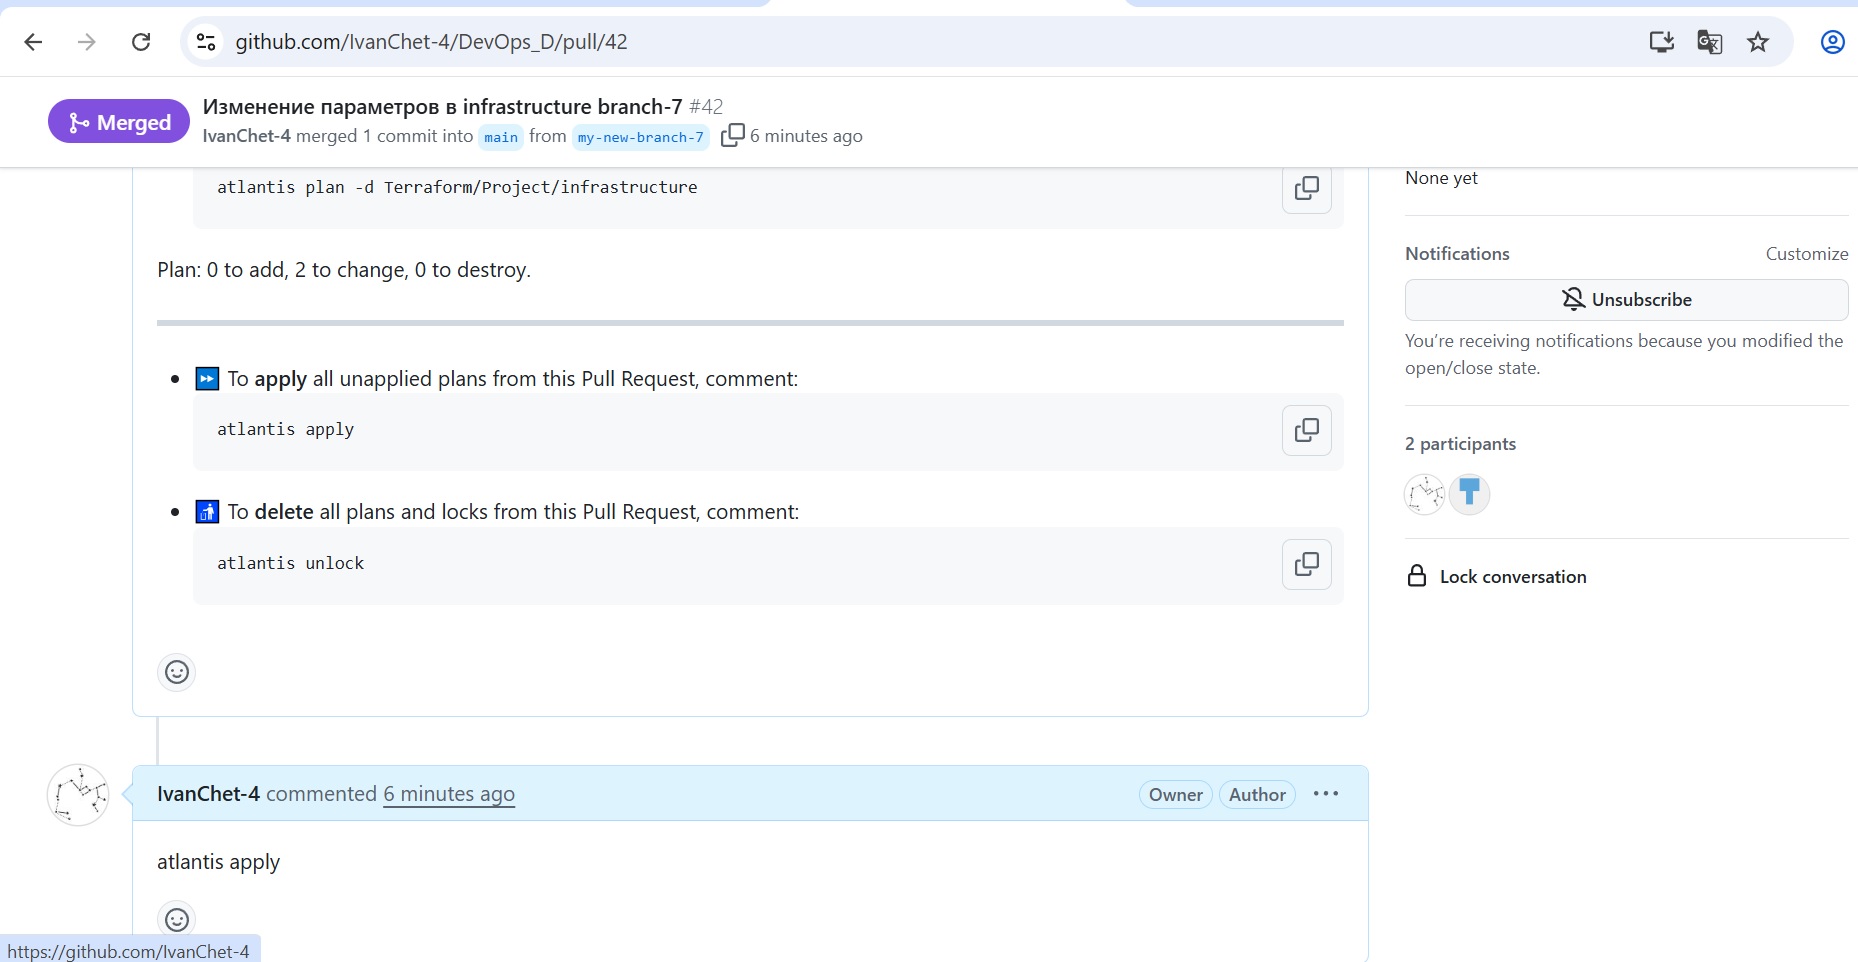 github.com/IvanChet-4/DevOps_D/pull/42
Merged
Изменение параметров в infrastructure branch-7 #42
IvanChet-4 merged 1 commit into main from my-new-branch-7 6 minutes ago
atlantis plan -d Terraform/Project/infrastructure
Plan: 0 to add, 2 to change, 0 to destroy.
To apply all unapplied plans from this Pull Request, comment:
atlantis apply
To delete all plans and locks from this Pull Request, comment:
atlantis unlock
IvanChet-4 commented 6 minutes ago
Owner
Author
atlantis apply
https://github.com/IvanChet-4
None yet
Notifications
Customize
Unsubscribe
You’re receiving notifications because you modified the
open/close state.
2 participants
Lock conversation